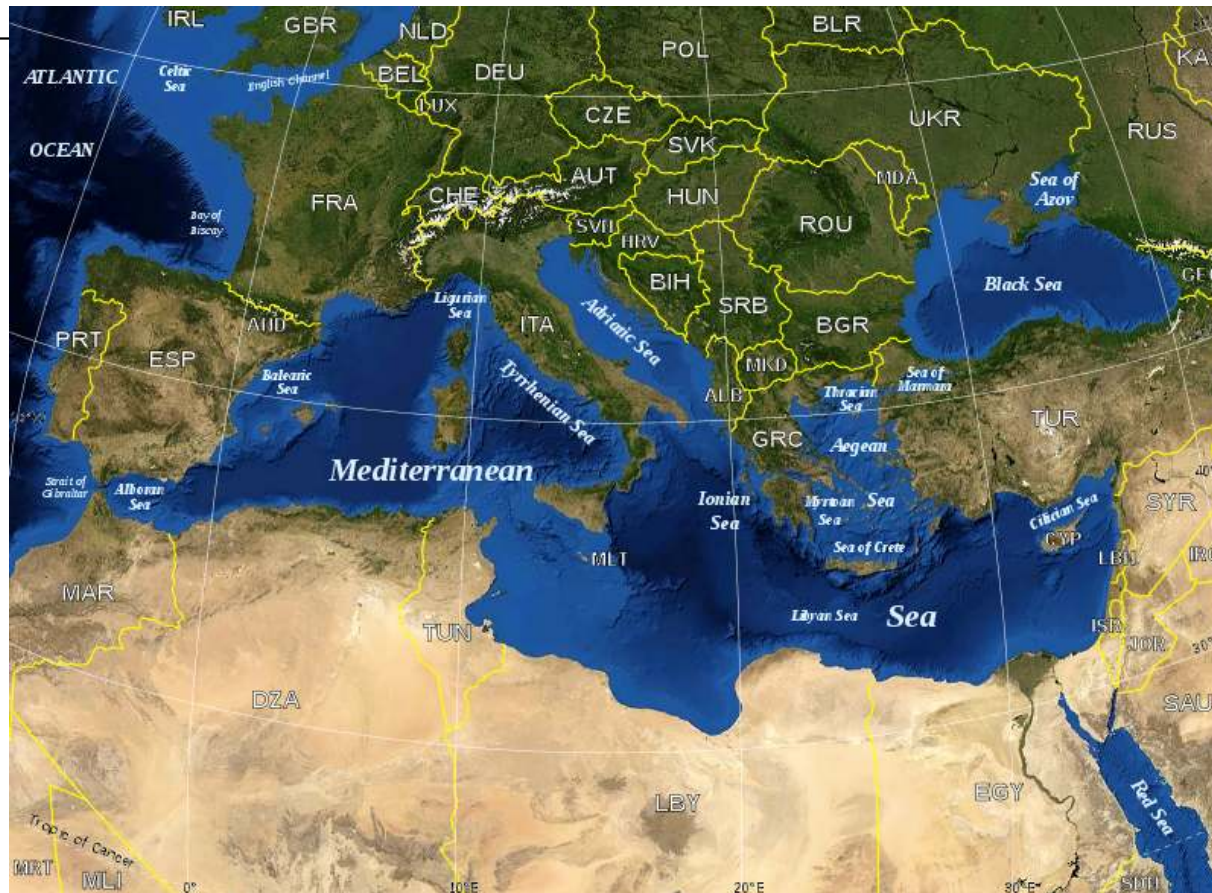 IRL
GBR
NLD
POL
BLR
KAZ
ATLANTIC
Celtic
Sea
English Channel
BEL
DEU
LUX
CZE
UKR
RUS
OCEAN
SVK
AUT
MDA
Sea of
Azov
FRA
CHE
HUN
Bay of
Biscay
SVN
HRV
ROU
BIH
SRB
Black Sea
GEO
Ligurian
Sea
ITA
Adriatic Sea
PRT
ESP
AND
BGR
MKD
Balearic
Sea
Tyrrhenian Sea
ALB
Thracian
Sea
Sea of
Marmara
TUR
GRC
Aegean
Sea
Mediterranean
Sea
Strait of
Gibraltar
Alboran
Sea
Ionian
Sea
Myrtoan
Sea
Cilician Sea
40°
SYR
Sea of Crete
CYP
MLT
LBN
IRQ
MAR
TUN
Libyan Sea
ISR
JOR
30°
DZA
SAU
LBY
EGY
Red Sea
Tropic of Cancer
MRT
MLI
0°
10°E
20°E
30°E
SDN